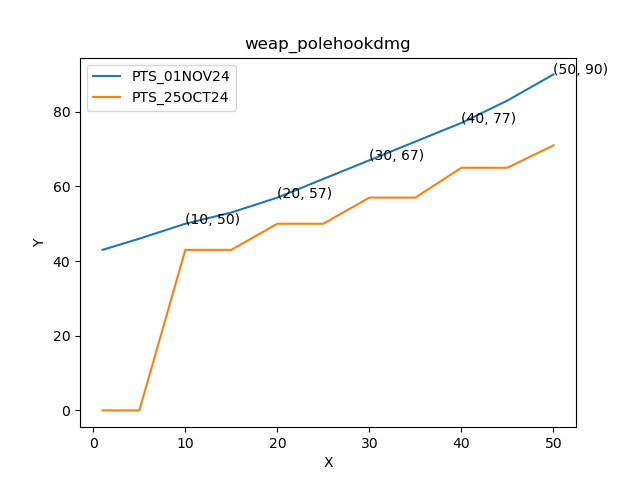 weap_polehookdmg
PTS_01NOV24
PTS_25OCT24
(50, 90)
(40, 77)
(30, 67)
(20, 57)
(10, 50)
80
60
40
20
0
Y
0 10 20 30 40 50
X